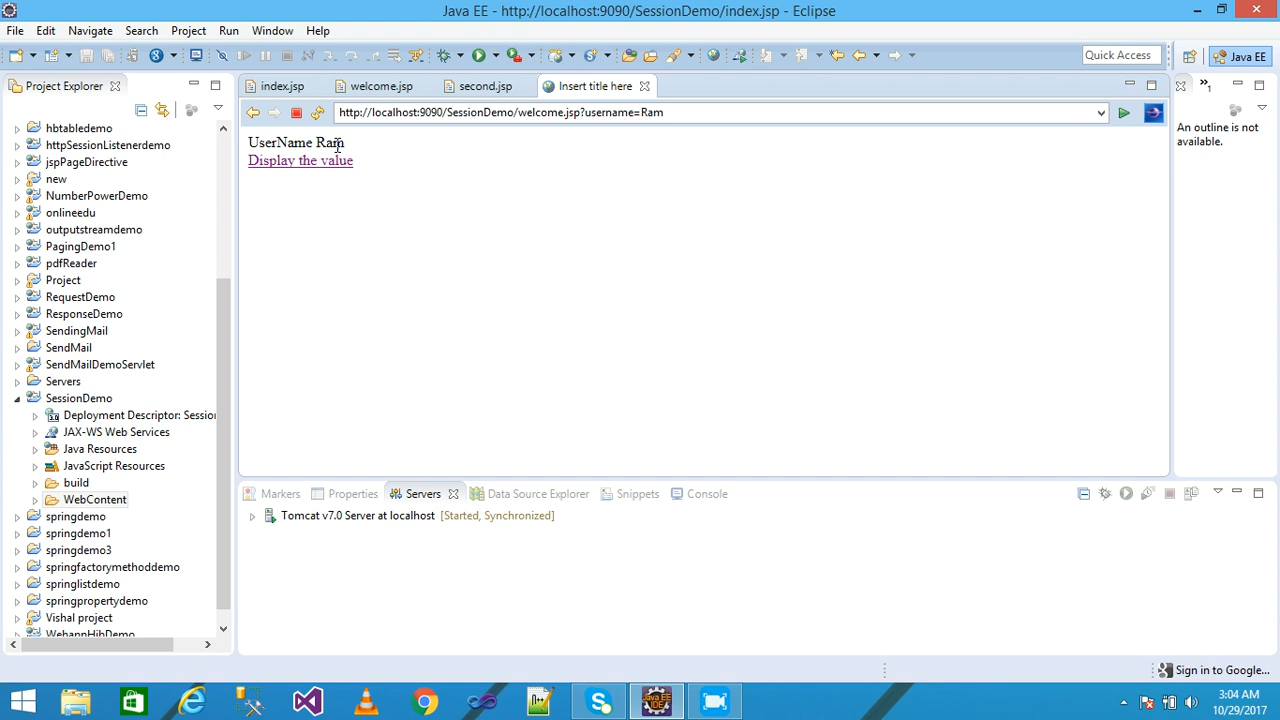 Java EE - http://localhost:9090/SessionDemo/index.jsp - Eclipse
File Edit Navigate Search Project Run Window Help
Quick Access
Java EE
Project Explorer
index.jsp
welcome.jsp
second.jsp
Insert title here
http://localhost:9090/SessionDemo/welcome.jsp?username=Ram
UserName Ram
Display the value
An outline is not available.
hbtabledemo
httpSessionListenerdemo
jspPageDirective
new
NumberPowerDemo
onlineedu
outputstreamdemo
PagingDemo1
pdfReader
Project
RequestDemo
ResponseDemo
SendingMail
SendMail
SendMailDemoServlet
Servers
SessionDemo
Deployment Descriptor: Session
JAX-WS Web Services
Java Resources
JavaScript Resources
build
WebContent
springdemo
springdemo1
springdemo3
springfactorymethoddemo
springlistdemo
springpropertydemo
Vishal project
WebappHibDemo
Markers
Properties
Servers
Data Source Explorer
Snippets
Console
Tomcat v7.0 Server at localhost [Started, Synchronized]
Sign in to Google...
3:04 AM
10/29/2017